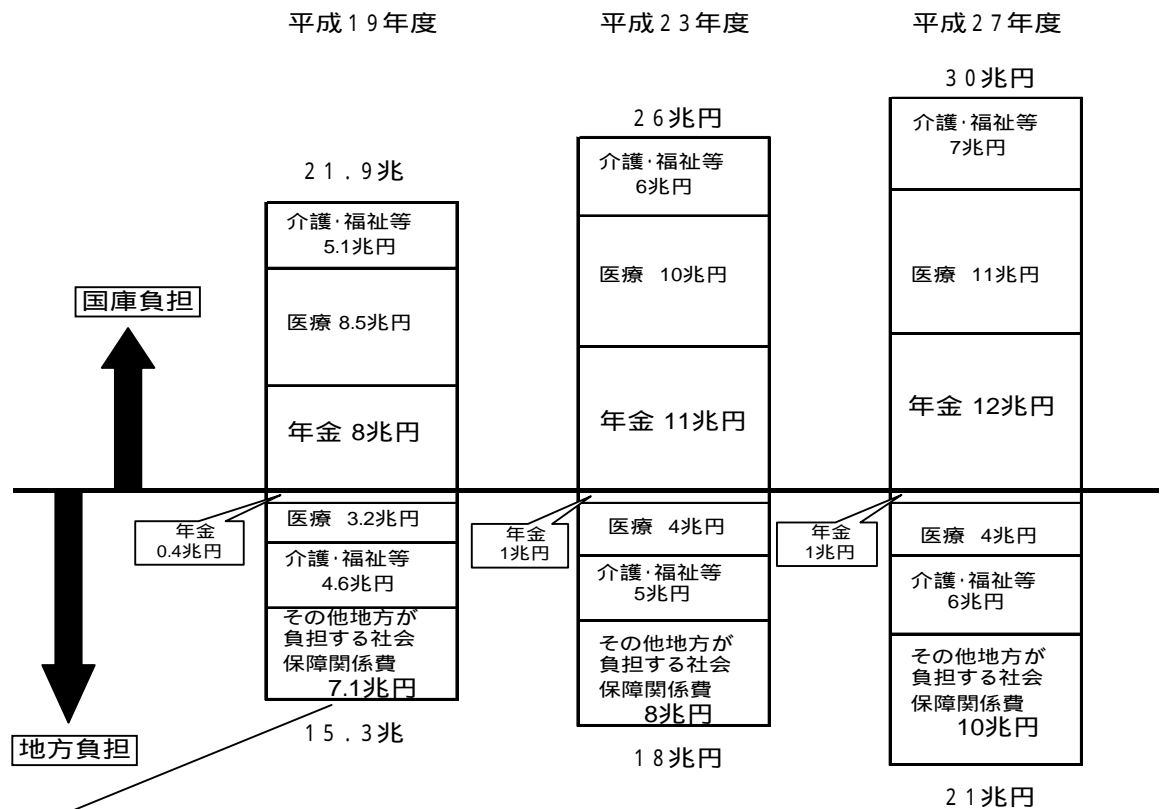 平成19年度
平成23年度
平成27年度
21.9兆
介護・福祉等
5.1兆円
医療 8.5兆円
年金 8兆円
年金
0.4兆円
医療 3.2兆円
介護・福祉等
4.6兆円
その他地方が
負担する社会
保障関係費
7.1兆円
15.3兆
26兆円
介護・福祉等
6兆円
医療 10兆円
年金 11兆円
年金
1兆円
医療 4兆円
介護・福祉等
5兆円
その他地方が
負担する社会
保障関係費
8兆円
18兆円
30兆円
介護・福祉等
7兆円
医療 11兆円
年金 12兆円
年金
1兆円
医療 4兆円
介護・福祉等
6兆円
その他地方が
負担する社会
保障関係費
10兆円
21兆円
国庫負担
地方負担